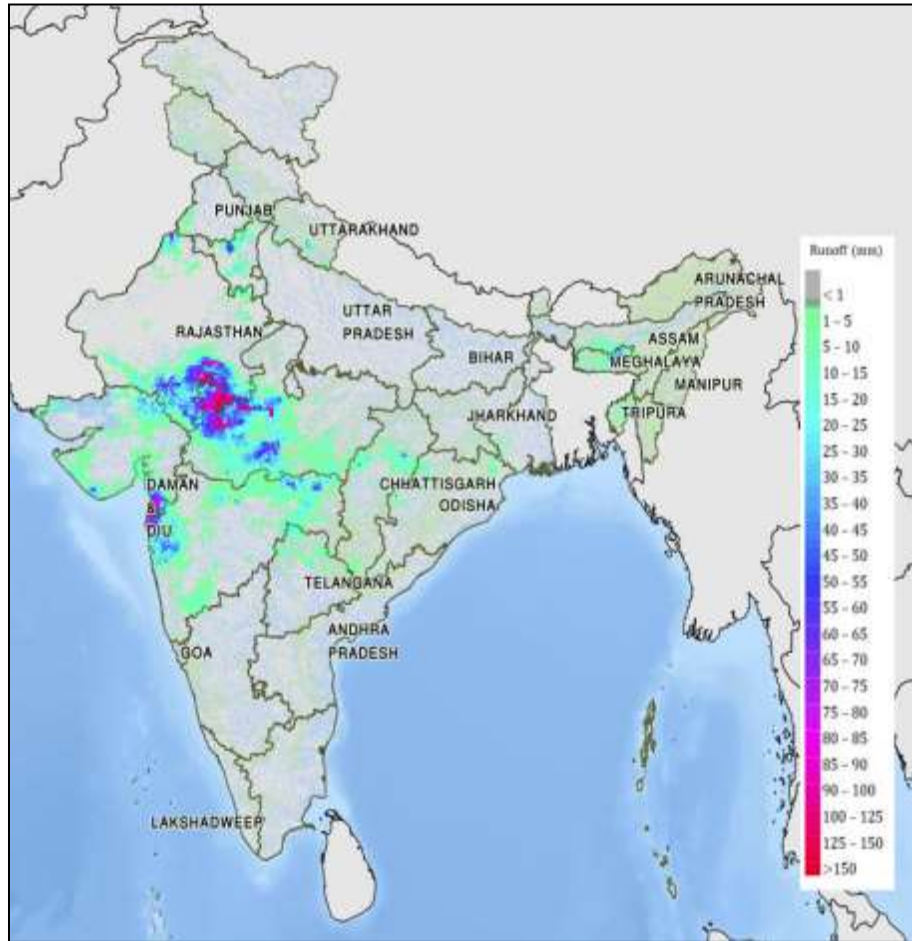 PUNJAB
UTTARAKHAND
UTTAR
PRADESH
RAJASTHAN
BIHAR
ARUNACHAL
PRADESH
ASSAM
MEGHALAYA
MANIPUR
TRIPURA
JHARKHAND
CHHATTISGARH
ODISHA
DAMAN
&
DIU
TELANGANA
ANDHRA
PRADESH
GOA
LAKSHADWEEP
Runoff (mm)
< 1
1 – 5
5 – 10
10 – 15
15 – 20
20 – 25
25 – 30
30 – 35
35 – 40
40 – 45
45 – 50
50 – 55
55 – 60
60 – 65
65 – 70
70 – 75
75 – 80
80 – 85
85 – 90
90 – 100
100 – 125
125 – 150
>150